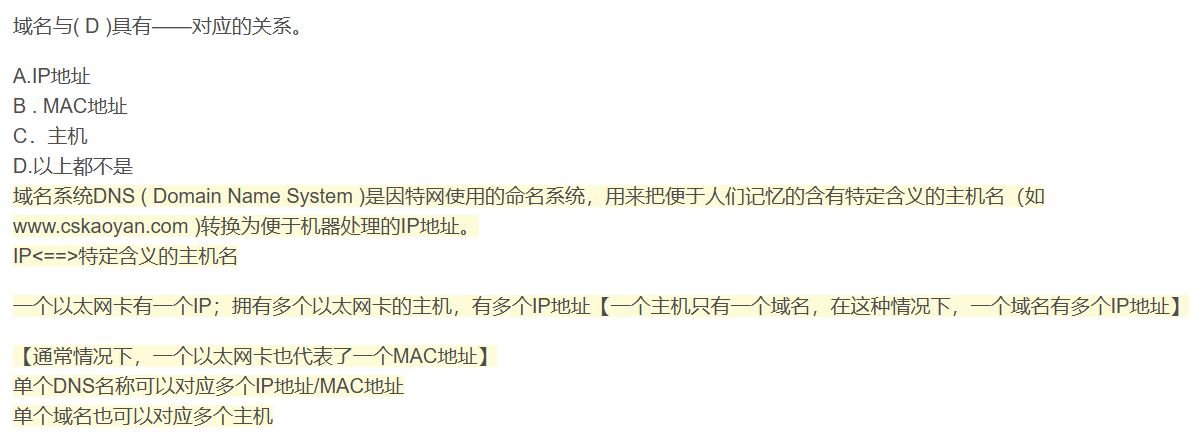 域名与( D )具有——对应的关系。
A.IP地址
B . MAC地址
C．主机
D.以上都不是
域名系统DNS ( Domain Name System )是因特网使用的命名系统，用来把便于人们记忆的含有特定含义的主机名（如
www.cskaoyan.com )转换为便于机器处理的IP地址。
IP<==>特定含义的主机名
一个以太网卡有一个IP；拥有多个以太网卡的主机，有多个IP地址【一个主机只有一个域名，在这种情况下，一个域名有多个IP地址】
【通常情况下，一个以太网卡也代表了一个MAC地址】
单个DNS名称可以对应多个IP地址/MAC地址
单个域名也可以对应多个主机